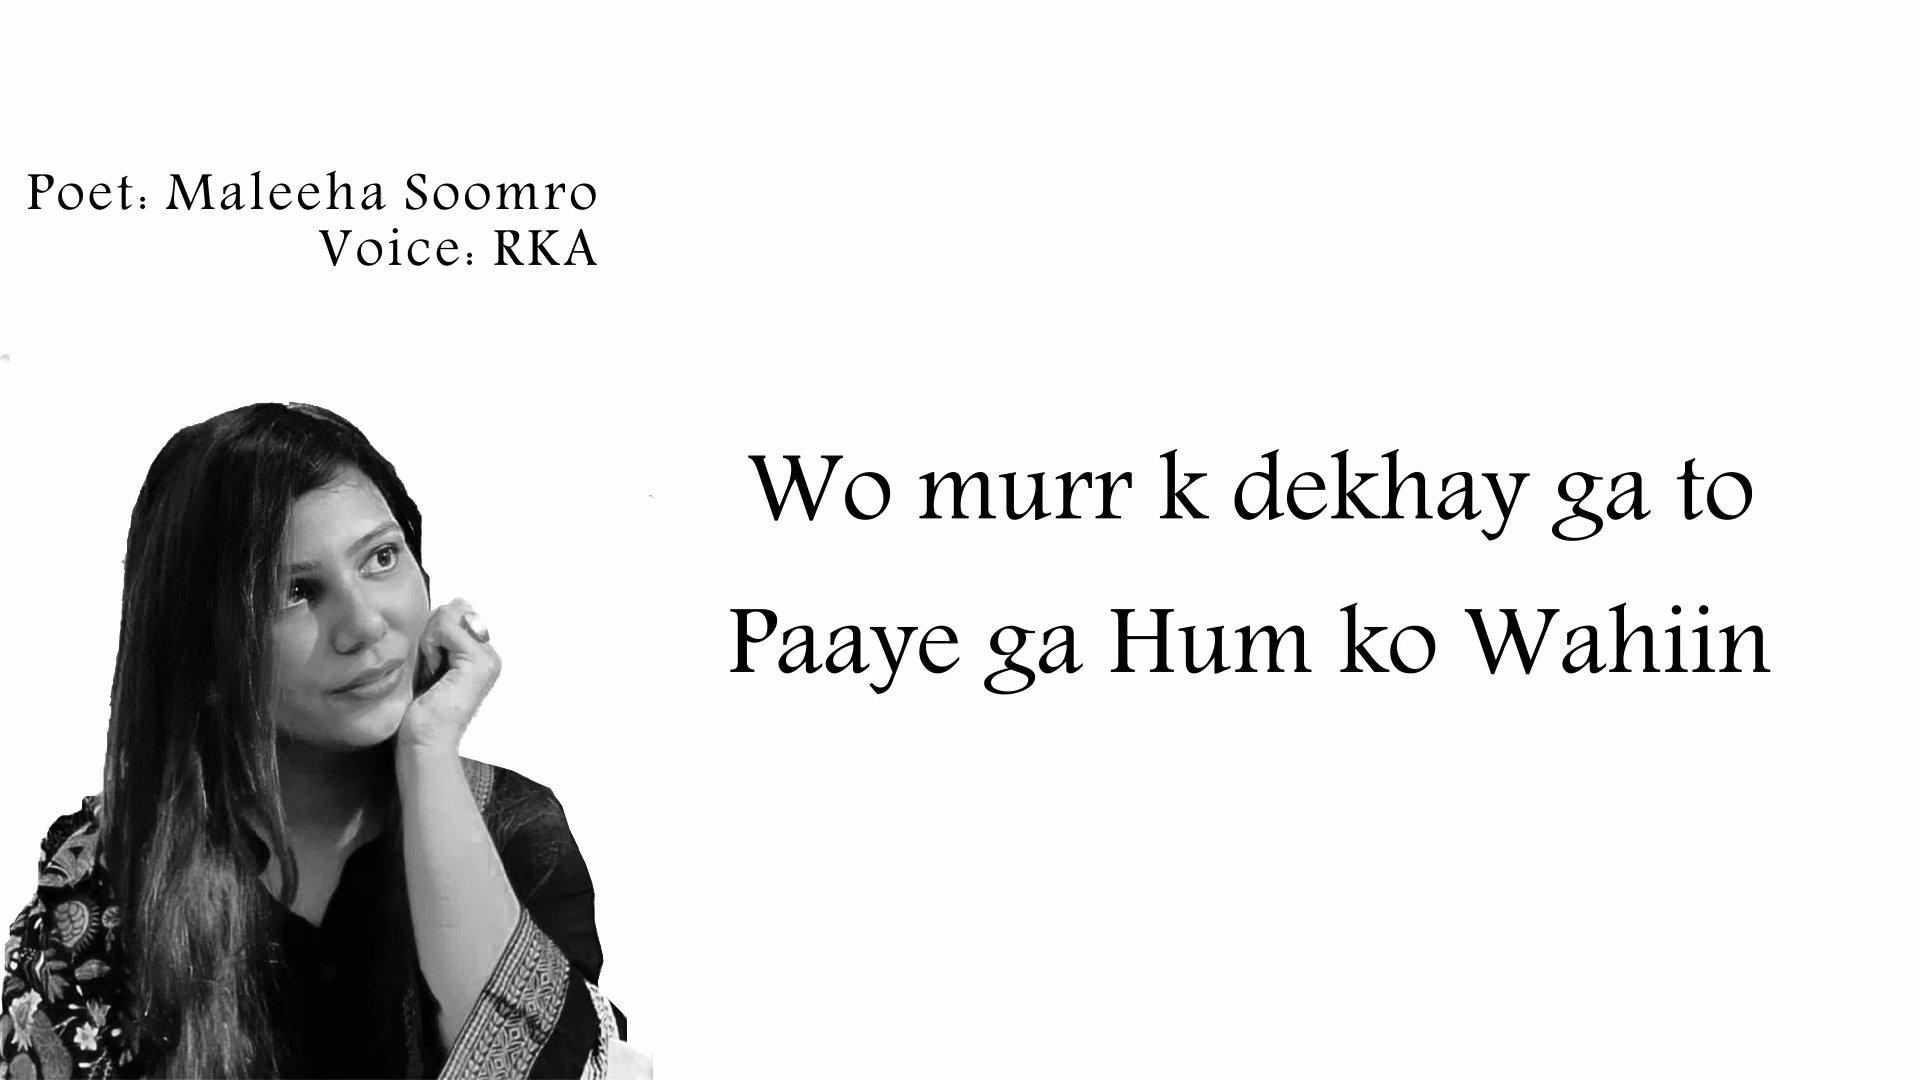 Poet: Maleeha Soomro
Voice: RKA
Wo murr k dekhay ga to
Paaye ga Hum ko Wahiin